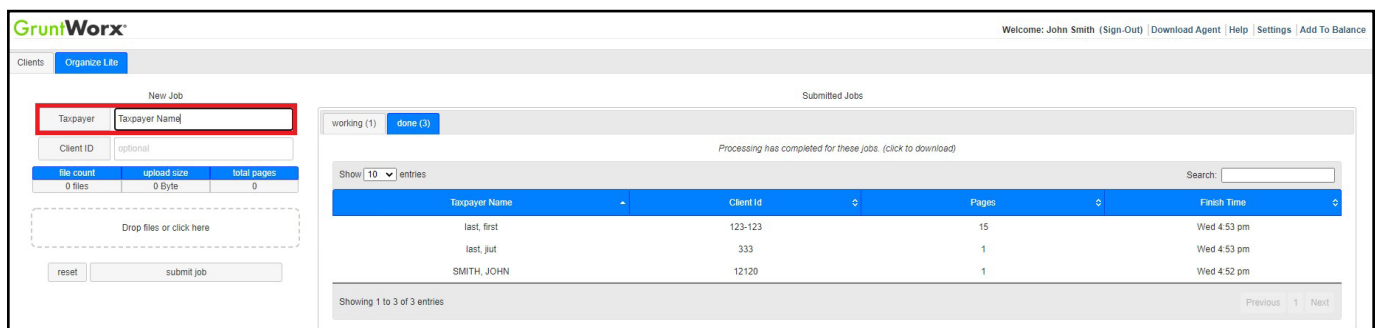 GruntWorx
Welcome: John Smith (Sign-Out) | Download Agent | Help | Settings | Add To Balance
Clients
Organize Lite
New Job
Taxpayer
Taxpayer Name
Client ID
optional
file count upload size total pages
0 files 0 Byte 0
Drop files or click here
reset
submit job
Submitted Jobs
working (1)
done (3)
Processing has completed for these jobs. (click to download)
Show 10 entries
Search:
Taxpayer Name Client Id Pages Finish Time
last, first 123-123 15 Wed 4:53 pm
last, jiut 333 1 Wed 4:53 pm
SMITH, JOHN 12120 1 Wed 4:52 pm
Showing 1 to 3 of 3 entries
Previous 1 Next